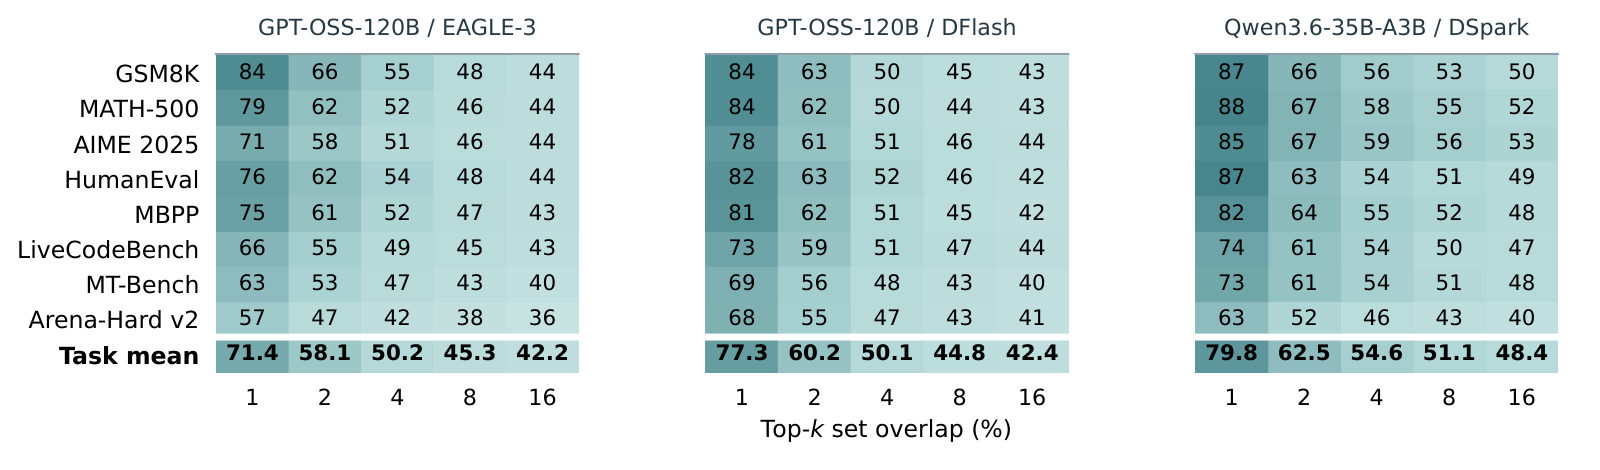 GPT-OSS-120B / EAGLE-3 GPT-OSS-120B / DFlash Qwen3.6-35B-A3B / DSpark
GSM8K 84 66 55 48 44 84 63 50 45 43 87 66 56 53 50
MATH-500 79 62 52 46 44 84 62 50 44 43 88 67 58 55 52
AIME 2025 71 58 51 46 44 78 61 51 46 44 85 67 59 56 53
HumanEval 76 62 54 48 44 82 63 52 46 42 87 63 54 51 49
MBPP 75 61 52 47 43 81 62 51 45 42 82 64 55 52 48
LiveCodeBench 66 55 49 45 43 73 59 51 47 44 74 61 54 50 47
MT-Bench 63 53 47 43 40 69 56 48 43 40 73 61 54 51 48
Arena-Hard v2 57 47 42 38 36 68 55 47 43 41 63 52 46 43 40
Task mean 71.4 58.1 50.2 45.3 42.2 77.3 60.2 50.1 44.8 42.4 79.8 62.5 54.6 51.1 48.4
1 2 4 8 16 1 2 4 8 16 1 2 4 8 16
Top-k set overlap (%)